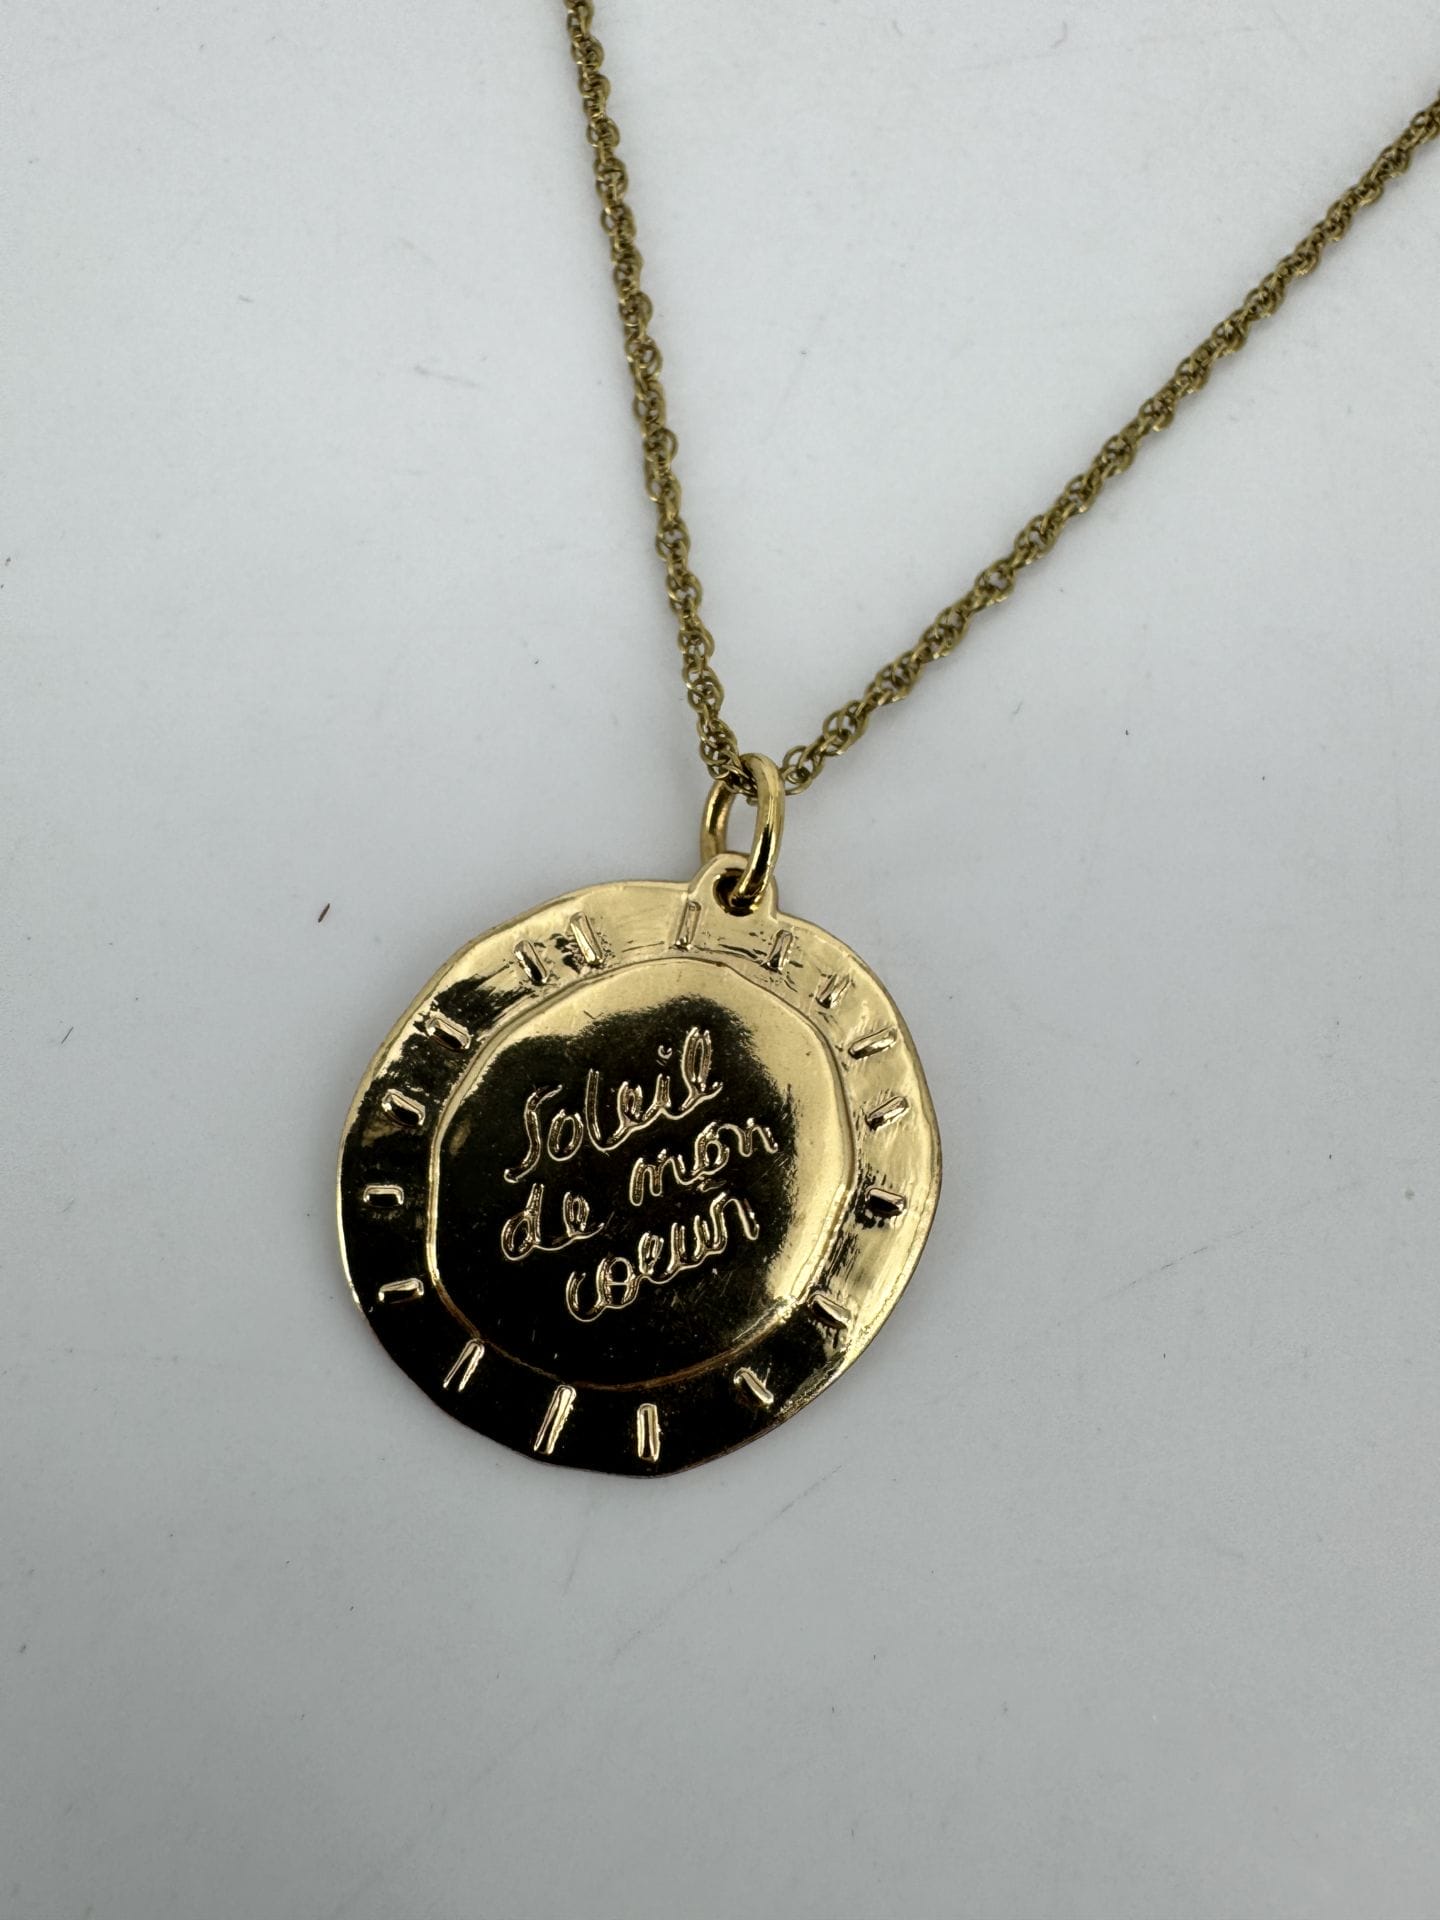 Soleil
de mon
coeur